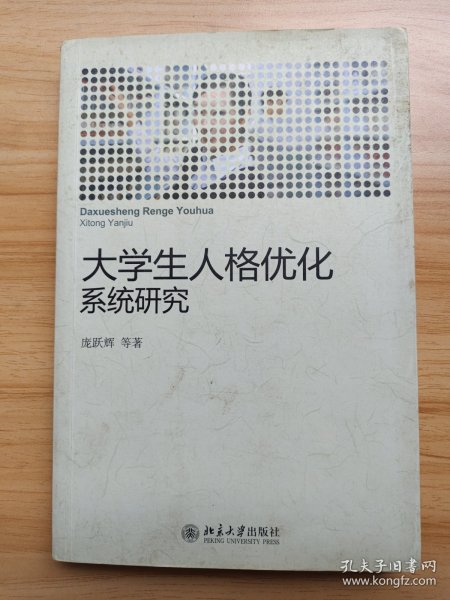 Daxuesheng Renge Youhua
Xitong Yanjiu
大学生人格优化
系统研究
庞跃辉 等著
北京大学出版社
PEKING UNIVERSITY PRESS
孔夫子旧书网
www.kongfz.com